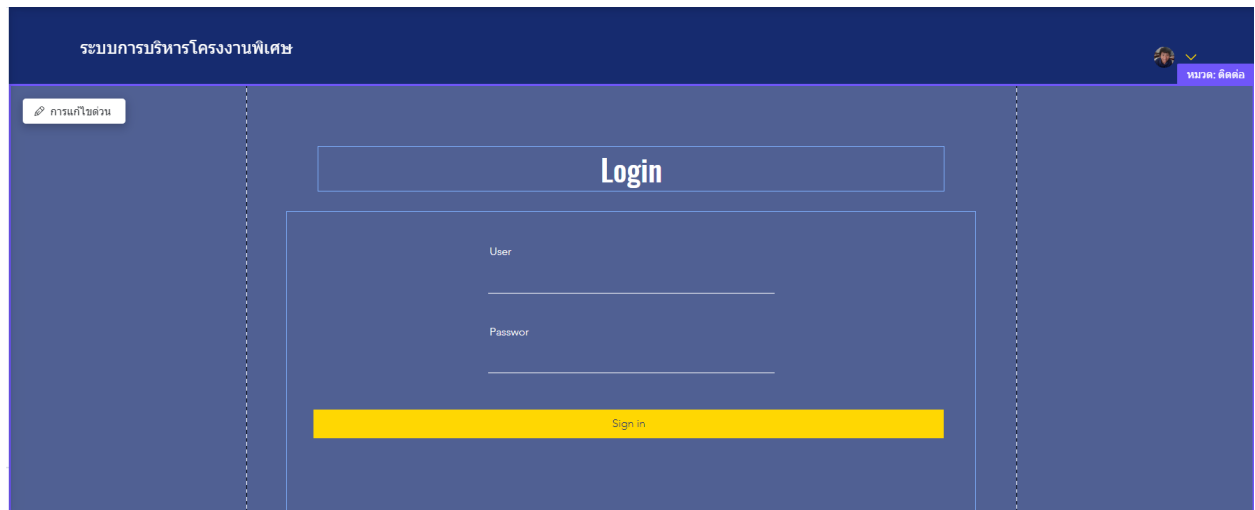 ระบบการบริหารโครงงานพิเศษ
หมวด: ติดต่อ
การแก้ไขด่วน
Login
User
Passwor
Sign in